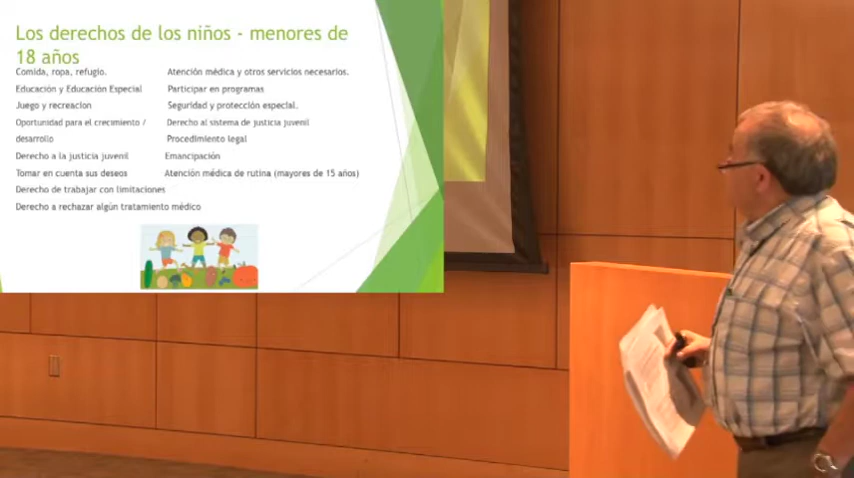 Los derechos de los niños - menores de
18 años
Comida, ropa, refugio.
Educación y Educación Especial
Juego y recreacion
Oportunidad para el crecimiento /
desarrollo
Derecho a la justicia juvenil
Tomar en cuenta sus deseos
Derecho de trabajar con limitaciones
Derecho a rechazar algún tratamiento médico
Atención médica y otros servicios necesarios.
Participar en programas
Seguridad y protección especial.
Derecho al sistema de justicia juvenil
Procedimiento legal
Emancipación
Atención médica de rutina (mayores de 15 años)